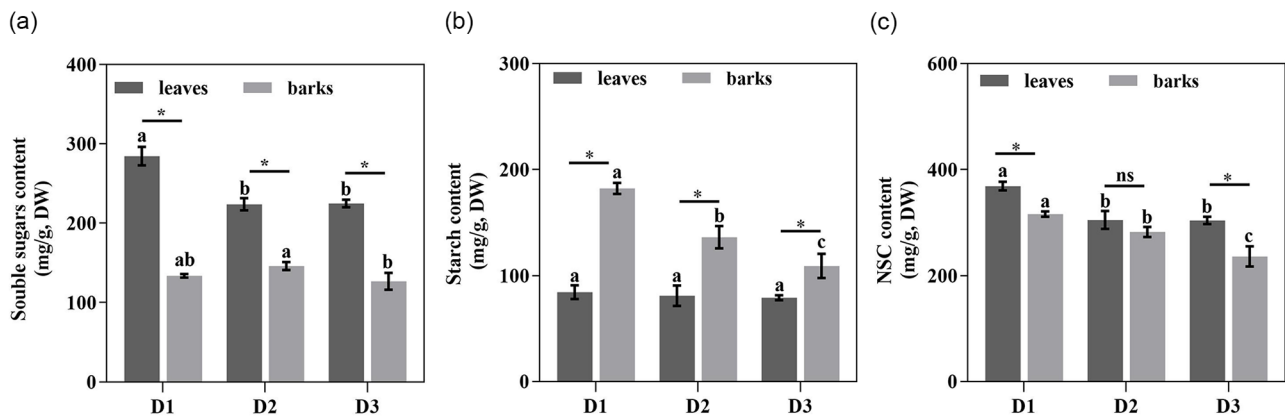 (a)
Souble sugars content
(mg/g, DW)
400
300
200
100
0
leaves barks
*
a
ab
*
b
a
*
b
b
D1 D2 D3
(b)
Starch content
(mg/g, DW)
300
200
100
0
leaves barks
*
a
a
*
a
b
*
a
c
D1 D2 D3
(c)
NSC content
(mg/g, DW)
600
400
200
0
leaves barks
*
a
a
ns
b
b
*
b
c
D1 D2 D3